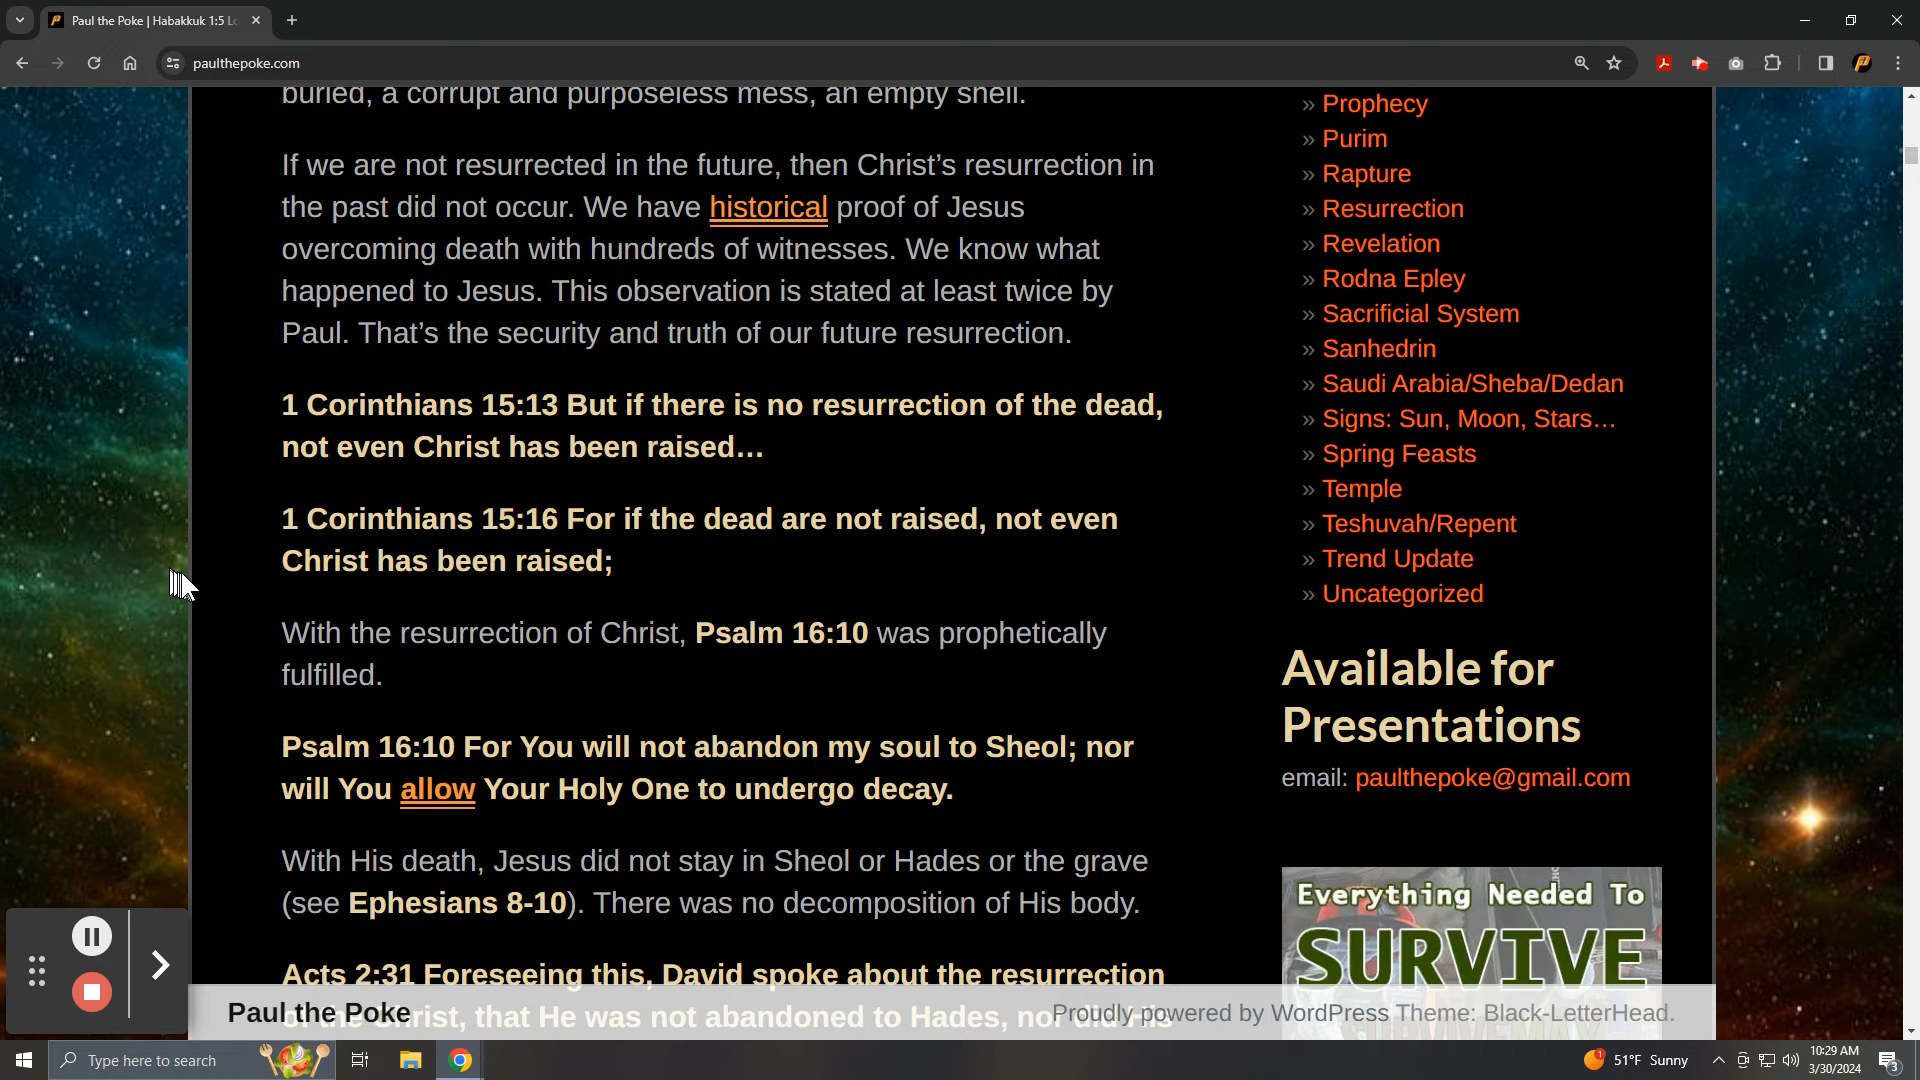 Paul the Poke | Habakkuk 1:5 Lo
paulthepoke.com
buried, a corrupt and purposeless mess, an empty shell.
If we are not resurrected in the future, then Christ’s resurrection in
the past did not occur. We have historical proof of Jesus
overcoming death with hundreds of witnesses. We know what
happened to Jesus. This observation is stated at least twice by
Paul. That’s the security and truth of our future resurrection.
1 Corinthians 15:13 But if there is no resurrection of the dead,
not even Christ has been raised…
1 Corinthians 15:16 For if the dead are not raised, not even
Christ has been raised;
With the resurrection of Christ, Psalm 16:10 was prophetically
fulfilled.
Psalm 16:10 For You will not abandon my soul to Sheol; nor
will You allow Your Holy One to undergo decay.
With His death, Jesus did not stay in Sheol or Hades or the grave
(see Ephesians 8-10). There was no decomposition of His body.
Acts 2:31 Foreseeing this, David spoke about the resurrection
of the Christ, that He was not abandoned to Hades, nor did His
» Prophecy
» Purim
» Rapture
» Resurrection
» Revelation
» Rodna Epley
» Sacrificial System
» Sanhedrin
» Saudi Arabia/Sheba/Dedan
» Signs: Sun, Moon, Stars…
» Spring Feasts
» Temple
» Teshuvah/Repent
» Trend Update
» Uncategorized
Available for
Presentations
email: paulthepoke@gmail.com
Everything Needed To
SURVIVE
Paul the Poke
Proudly powered by WordPress Theme: Black-LetterHead.
Type here to search
51°F Sunny
10:29 AM
3/30/2024
3